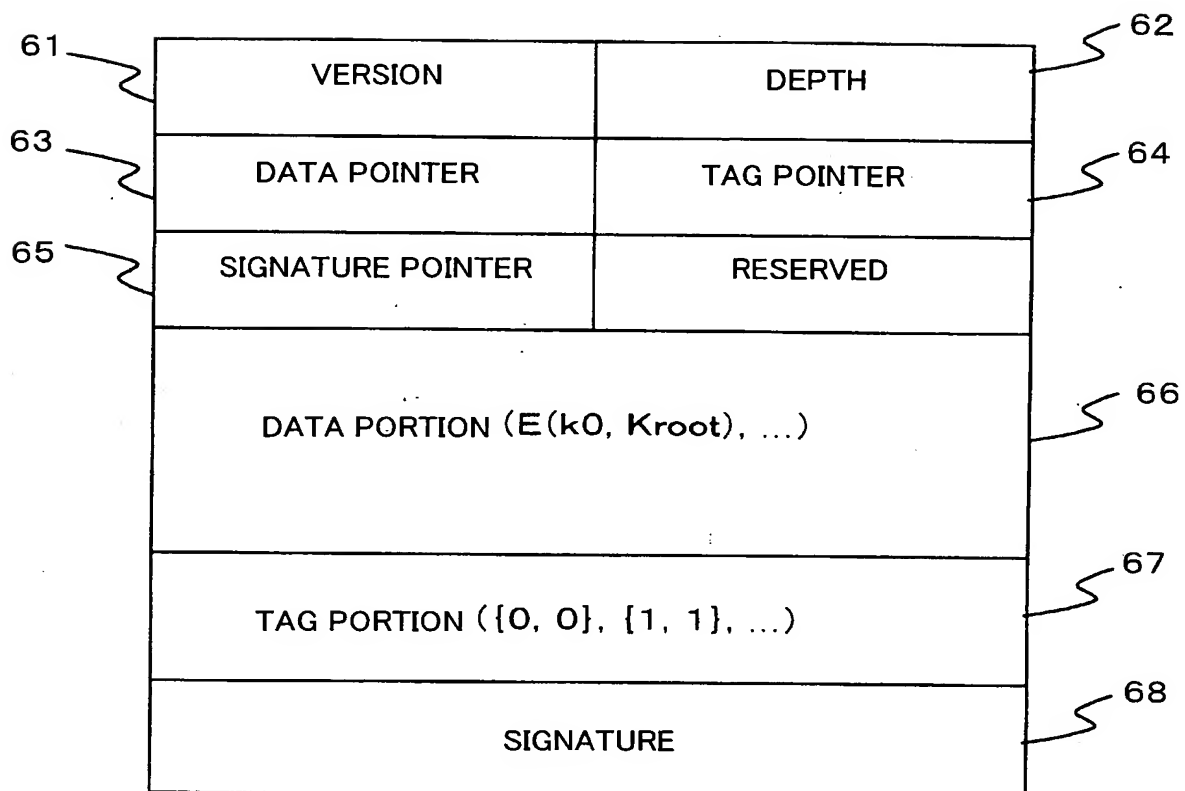 61
62
VERSION
DEPTH
63
64
DATA POINTER
TAG POINTER
65
SIGNATURE POINTER
RESERVED
66
DATA PORTION (E(k0, Kroot), ...)
67
TAG PORTION ({0, 0}, {1, 1}, ...)
68
SIGNATURE